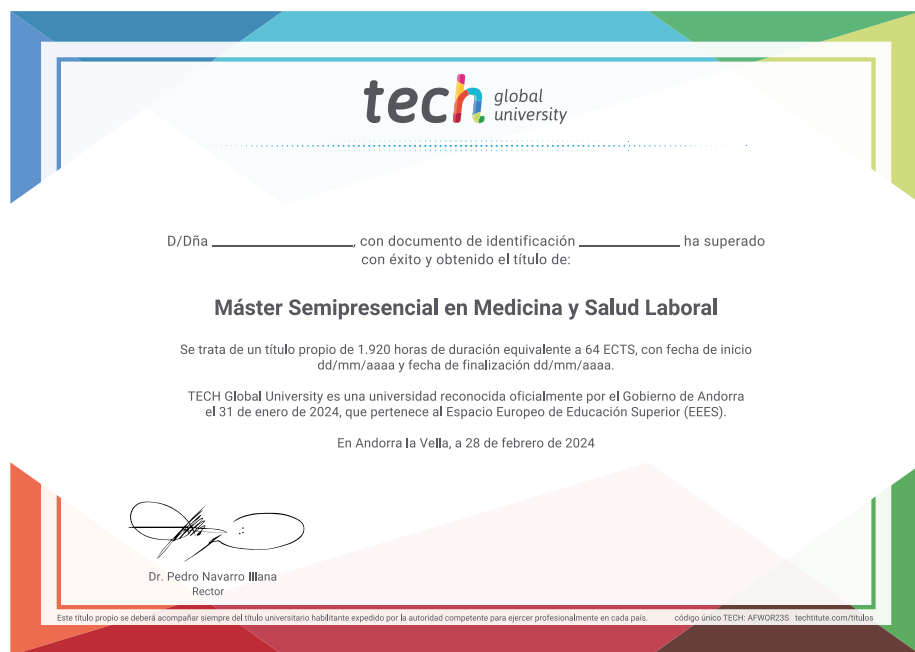 tech global
university
D/Dña ____________________, con documento de identificación ______________ ha superado
con éxito y obtenido el título de:
Máster Semipresencial en Medicina y Salud Laboral
Se trata de un título propio de 1.920 horas de duración equivalente a 64 ECTS, con fecha de inicio
dd/mm/aaaa y fecha de finalización dd/mm/aaaa.
TECH Global University es una universidad reconocida oficialmente por el Gobierno de Andorra
el 31 de enero de 2024, que pertenece al Espacio Europeo de Educación Superior (EEES).
En Andorra la Vella, a 28 de febrero de 2024
Dr. Pedro Navarro Illana
Rector
Este título propio se deberá acompañar siempre del título universitario habilitante expedido por la autoridad competente para ejercer profesionalmente en cada país. código único TECH: AFWOR23S techtitute.com/titulos